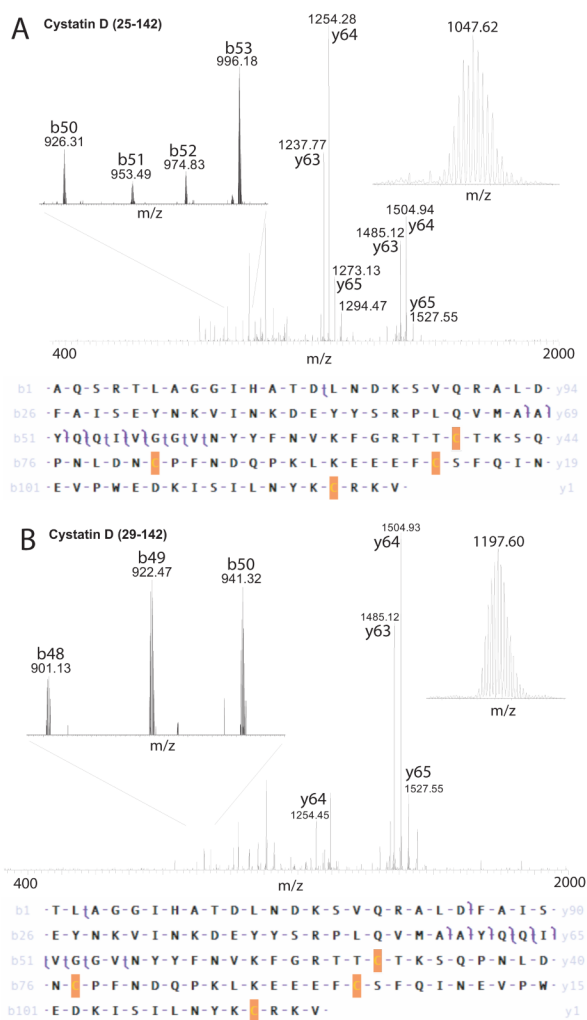 A Cystatin D (25-142)
b50
926.31
b51
953.49
b52
974.83
b53
996.18
m/z
1254.28
y64
1237.77
y63
1273.13
y65
1294.47
1504.94
y64
1485.12
y63
y65
1527.55
1047.62
m/z
400
m/z
2000
b1 -A-Q-S-R-T-L-A-G-G-I-H-A-T-D-L-N-D-K-S-V-Q-R-A-L-D- y94
b26 -F-A-I-S-E-Y-N-K-V-I-N-K-D-E-Y-Y-S-R-P-L-Q-V-M-A-A- y69
b51 -Y-Q-Q-I-V-G-G-V-N-Y-Y-F-N-V-K-F-G-R-T-T-C-T-K-S-Q- y44
b76 -P-N-L-D-N-C-P-F-N-D-Q-P-K-L-K-E-E-E-F-C-S-F-Q-I-N- y19
b101 -E-V-P-W-E-D-K-I-S-I-L-N-Y-K-C-R-K-V- y1
B Cystatin D (29-142)
b48
901.13
b49
922.47
b50
941.32
m/z
1504.93
y64
1485.12
y63
y65
1527.55
y64
1254.45
1197.60
m/z
400
m/z
2000
b1 -T-L-A-G-G-I-H-A-T-D-L-N-D-K-S-V-Q-R-A-L-D-F-A-I-S- y90
b26 -E-Y-N-K-V-I-N-K-D-E-Y-Y-S-R-P-L-Q-V-M-A-A-Y-Q-Q-I- y65
b51 -V-G-G-V-N-Y-Y-F-N-V-K-F-G-R-T-T-C-T-K-S-Q-P-N-L-D- y40
b76 -N-C-P-F-N-D-Q-P-K-L-K-E-E-E-F-C-S-F-Q-I-N-E-V-P-W- y15
b101 -E-D-K-I-S-I-L-N-Y-K-C-R-K-V- y1